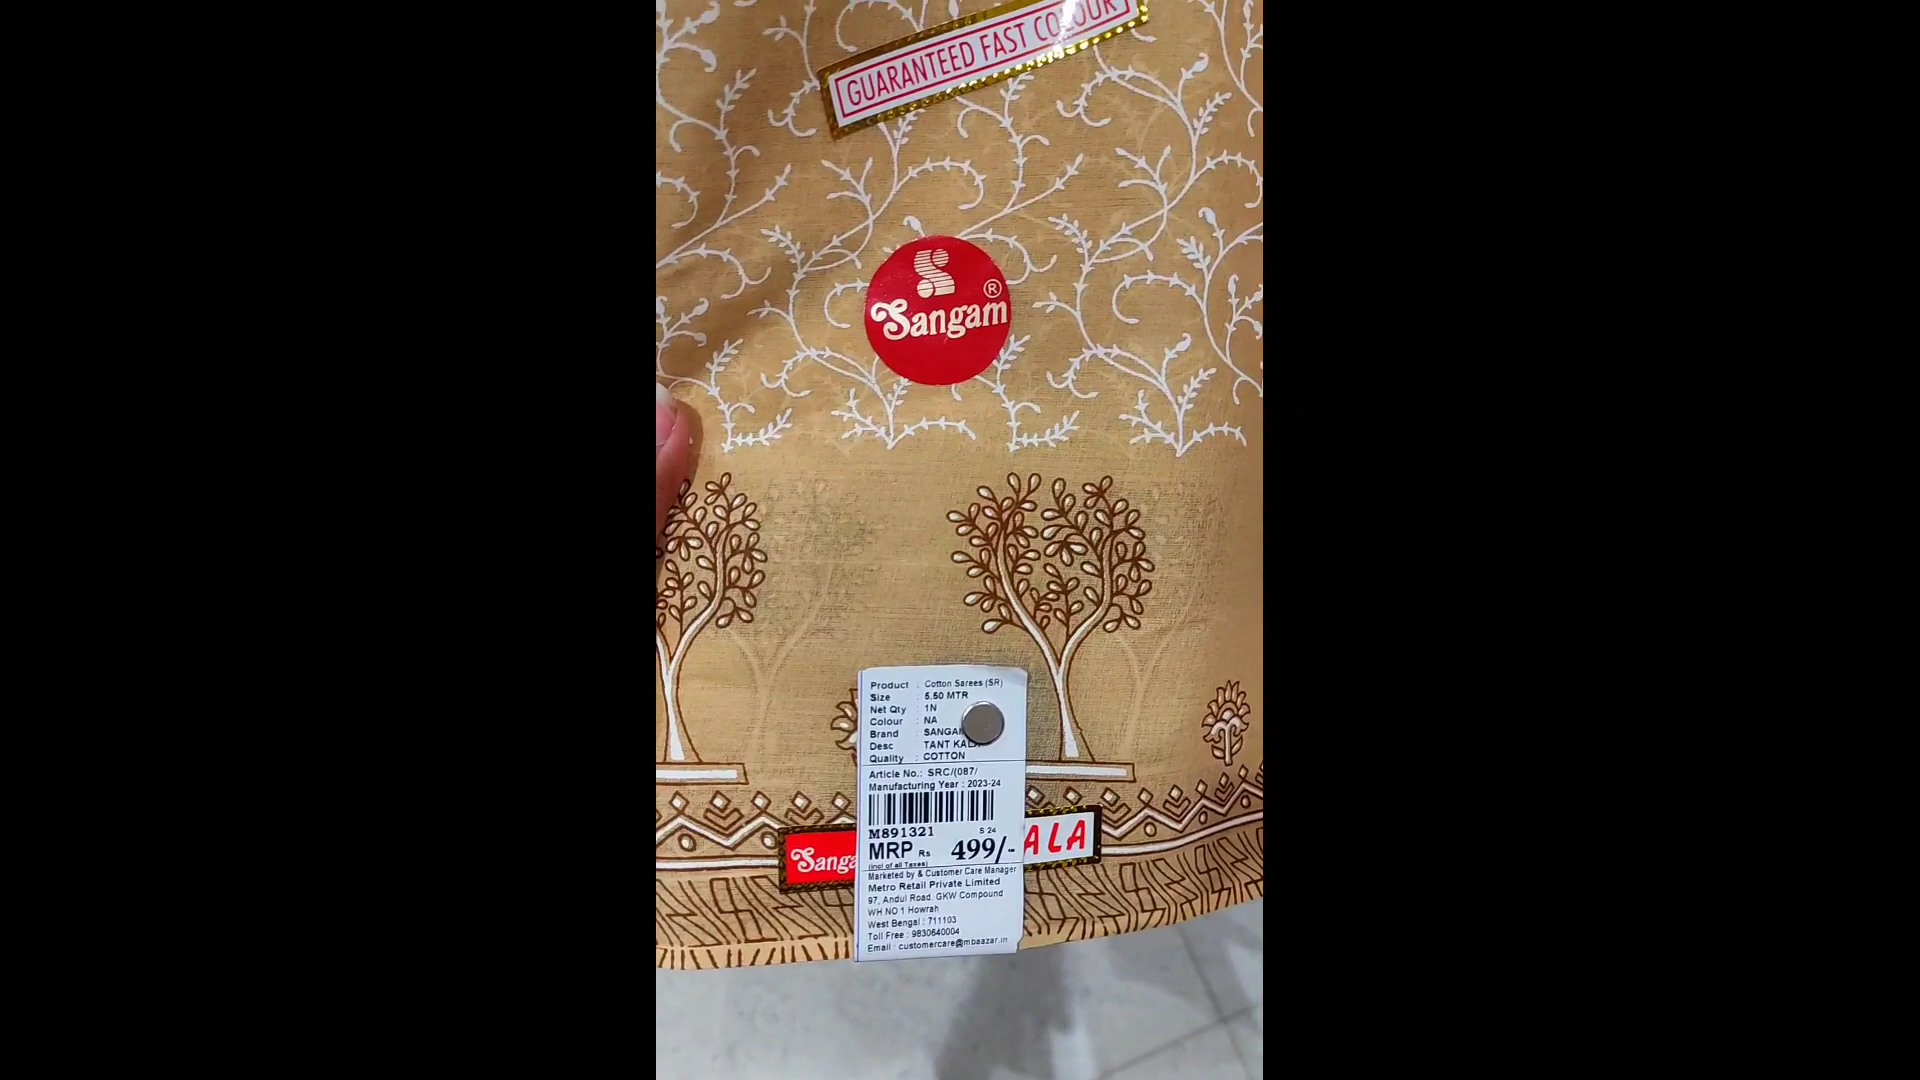 GUARANTEED FAST COLOUR
®
Sangam
Product : Cotton Sarees (SR)
Size : 5.50 MTR
Net Qty : 1N
Colour : NA
Brand : SANGAM
Desc TANT KALA
Quality : COTTON
Article No.: SRC/(087/
Manufacturing Year : 2023-24
M891321 S 24
MRP Rs 499/-
(incl of all Taxes)
Marketed by & Customer Care Manager
Metro Retail Private Limited
97, Andul Road. GKW Compound
WH NO 1 Howrah
West Bengal : 711103
Toll Free : 9830640004
Email : customercare@mbaazar.in
Sanga ALA